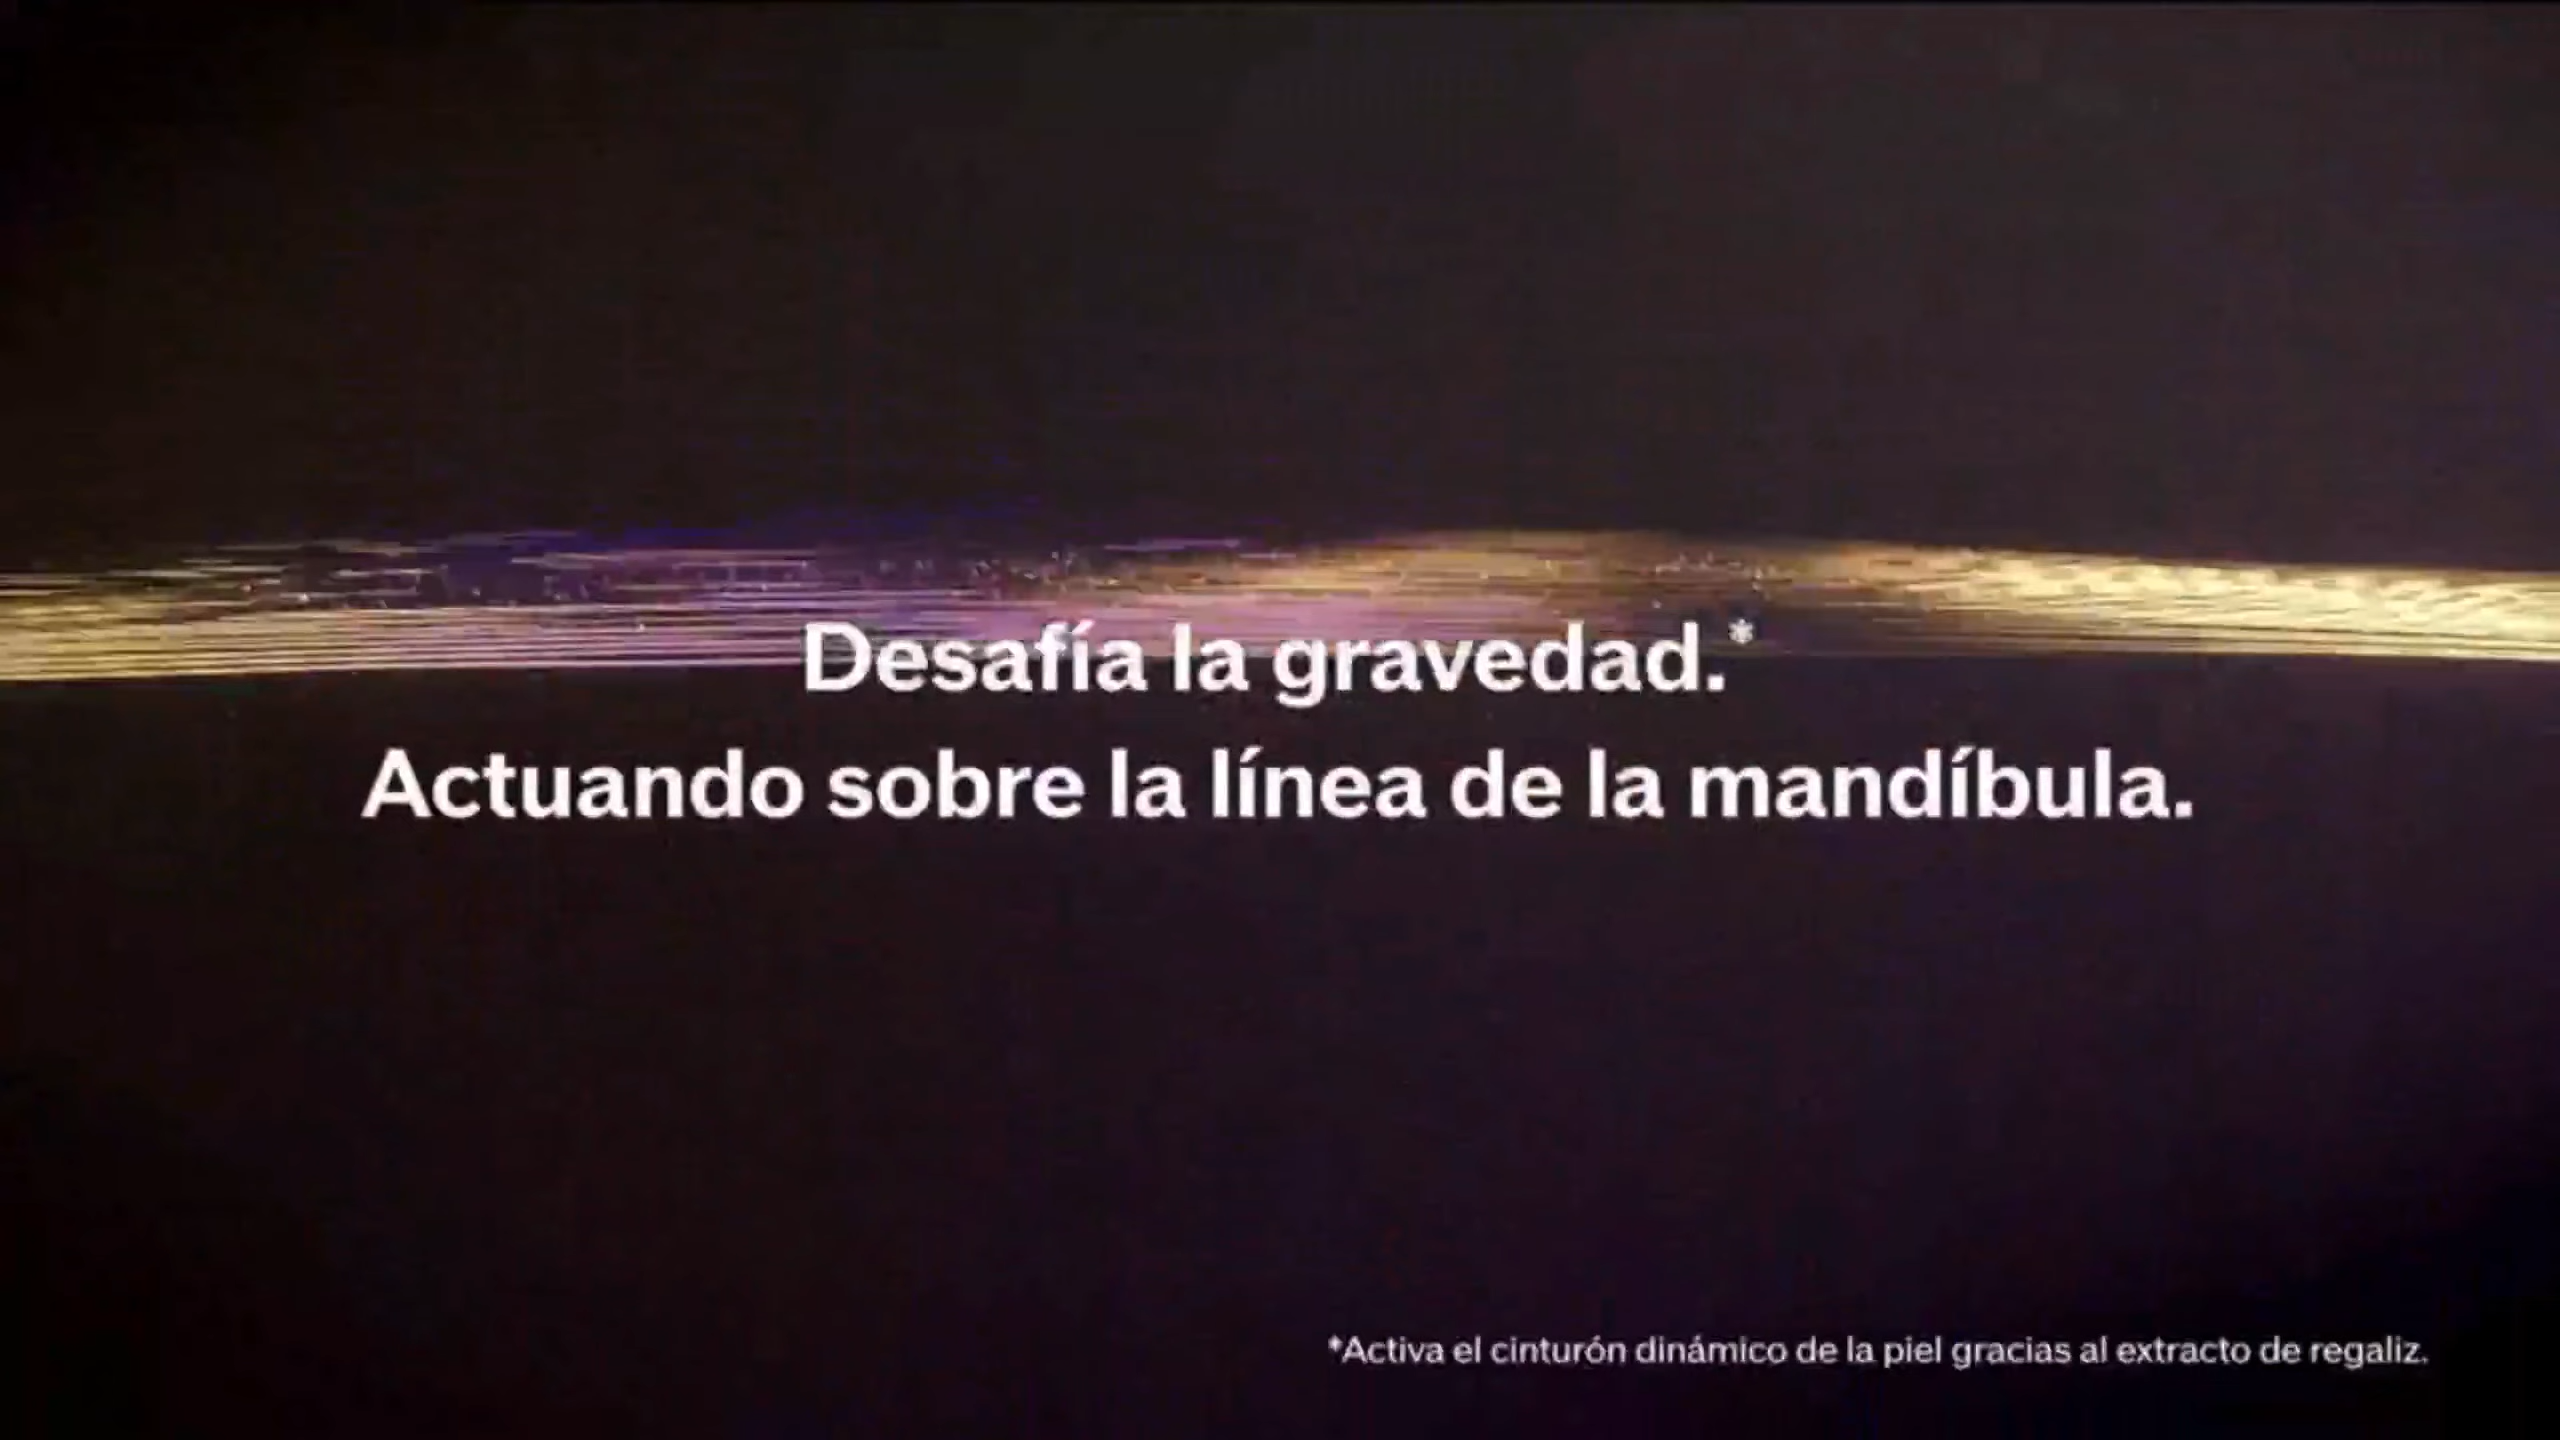 Desafía la gravedad.*
Actuando sobre la línea de la mandíbula.
*Activa el cinturón dinámico de la piel gracias al extracto de regaliz.